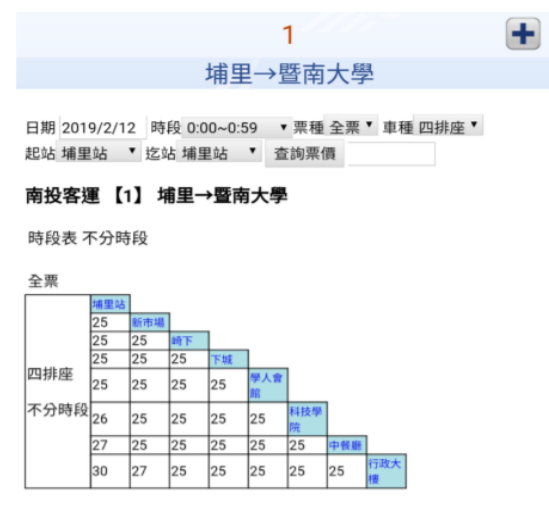 1
埔里→暨南大學
日期 2019/2/12 時段 0:00~0:59 票種 全票 車種 四排座
起站 埔里站 迄站 埔里站 查詢票價
南投客運 【1】 埔里→暨南大學
時段表 不分時段
全票
四排座
不分時段
埔里站
25 新市場
25 25 崎下
25 25 25 下城
25 25 25 25 學人會館
26 25 25 25 25 科技學院
27 25 25 25 25 25 中餐廳
30 27 25 25 25 25 25 行政大樓